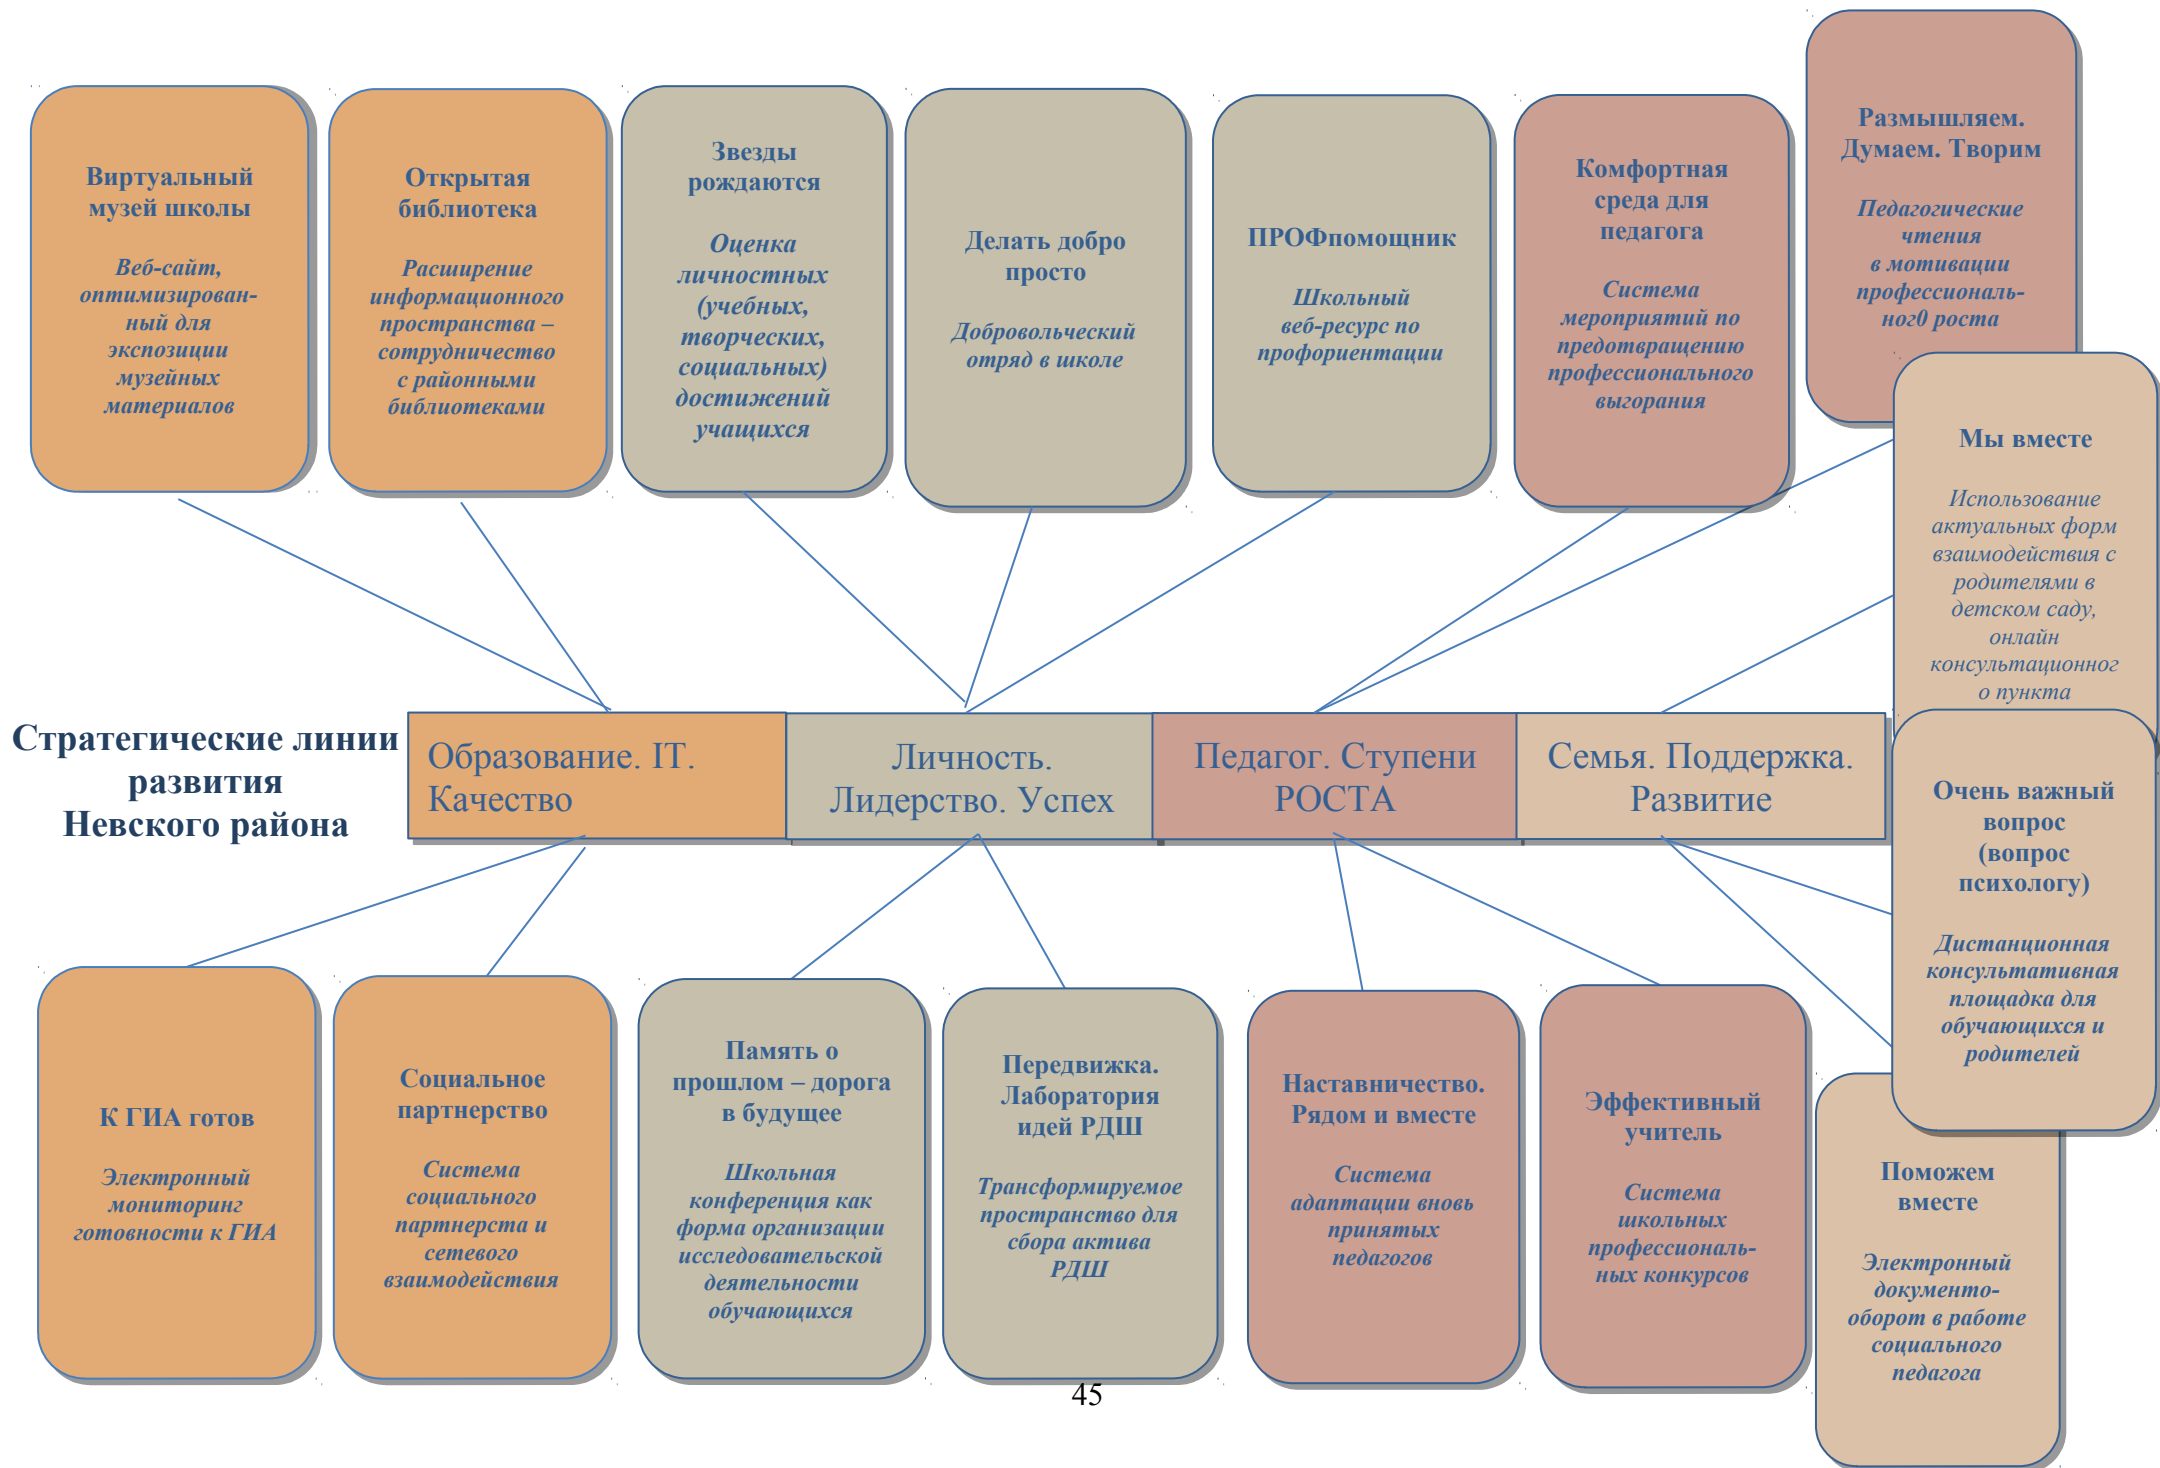 Виртуальный
музей школы
Веб-сайт,
оптимизирован-
ный для
экспозиции
музейных
материалов
Открытая
библиотека
Расширение
информационного
пространства –
сотрудничество
с районными
библиотеками
Звезды
рождаются
Оценка
личностных
(учебных,
творческих,
социальных)
достижений
учащихся
Делать добро
просто
Добровольческий
отряд в школе
ПРОФпомощник
Школьный
веб-ресурс по
профориентации
Комфортная
среда для
педагога
Система
мероприятий по
предотвращению
профессионального
выгорания
Размышляем.
Думаем. Творим
Педагогические
чтения
в мотивации
профессиональ-
ног0 роста
Мы вместе
Использование
актуальных форм
взаимодействия с
родителями в
детском саду,
онлайн
консультационног
о пункта
Стратегические линии
развития
Невского района
Образование. IT.
Качество
Личность.
Лидерство. Успех
Педагог. Ступени
РОСТА
Семья. Поддержка.
Развитие
Очень важный
вопрос
(вопрос
психологу)
Дистанционная
консультативная
площадка для
обучающихся и
родителей
К ГИА готов
Электронный
мониторинг
готовности к ГИА
Социальное
партнерство
Система
социального
партнерста и
сетевого
взаимодействия
Память о
прошлом – дорога
в будущее
Школьная
конференция как
форма организации
исследовательской
деятельности
обучающихся
Передвижка.
Лаборатория
идей РДШ
Трансформируемое
пространство для
сбора актива
РДШ
Наставничество.
Рядом и вместе
Система
адаптации вновь
принятых
педагогов
Эффективный
учитель
Система
школьных
профессиональ-
ных конкурсов
Поможем
вместе
Электронный
документо-
оборот в работе
социального
педагога
45